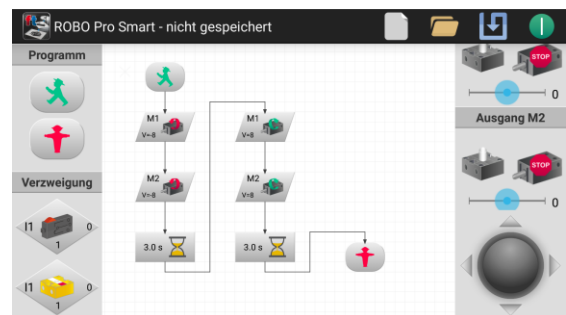 ROBO Pro Smart - nicht gespeichert
Programm
Verzweigung
I1
0
1
I1
0
1
M1
V=-8
M2
V=-8
3.0 s
M1
V=8
M2
V=8
3.0 s
STOP
0
Ausgang M2
STOP
0